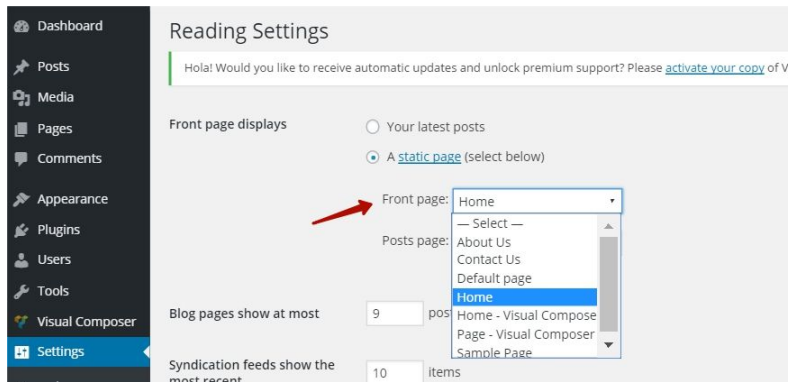 Dashboard
Posts
Media
Pages
Comments
Appearance
Plugins
Users
Tools
Visual Composer
Settings
Reading Settings
Hola! Would you like to receive automatic updates and unlock premium support? Please activate your copy of V
Front page displays
Your latest posts
A static page (select below)
Front page: Home
Posts page:
— Select —
About Us
Contact Us
Default page
Home
Home - Visual Compose
Page - Visual Composer
Sample Page
Blog pages show at most 9 pos
Syndication feeds show the
most recent
10 items